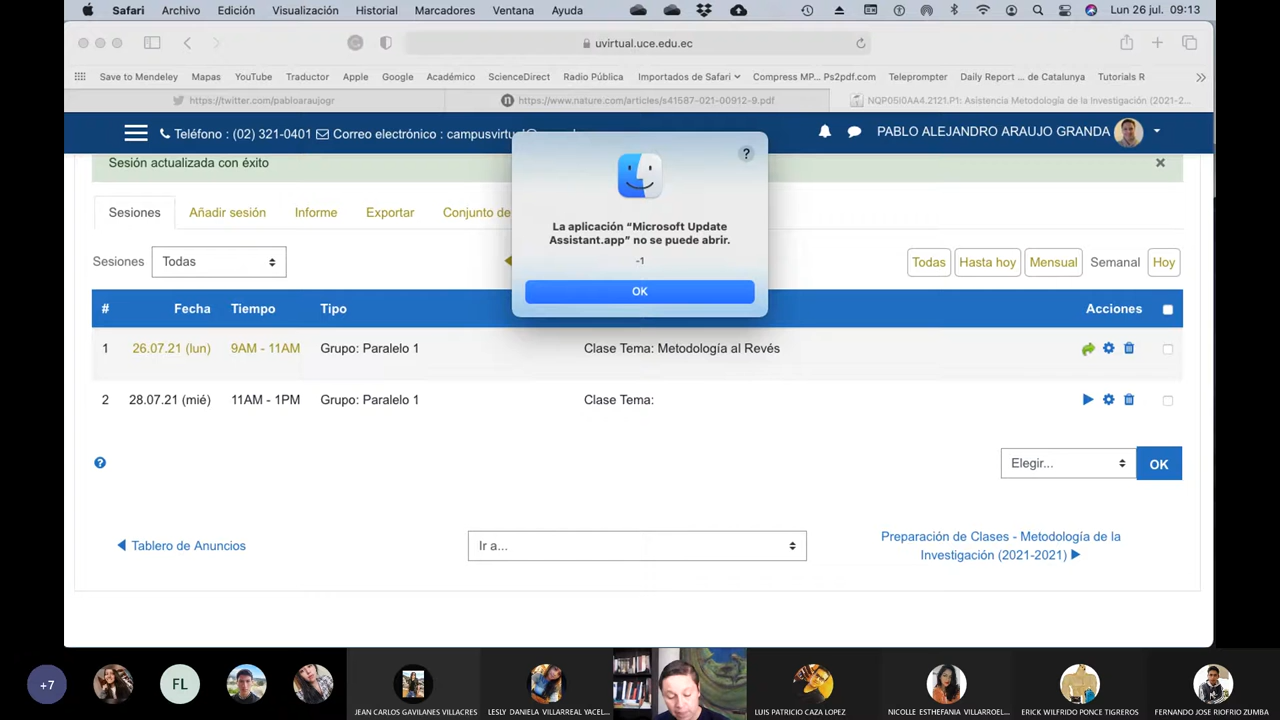 Safari Archivo Edición Visualización Historial Marcadores Ventana Ayuda Lun 26 jul. 09:13
uvirtual.uce.edu.ec
Save to Mendeley Mapas YouTube Traductor Apple Google Académico ScienceDirect Radio Pública Importados de Safari Compress MP... Ps2pdf.com Teleprompter Daily Report ... de Catalunya Tutorials R
https://twitter.com/pabloaraujogr https://www.nature.com/articles/s41587-021-00912-9.pdf NQP05I0AA4.2121.P1: Asistencia Metodología de la Investigación (2021-2...
Teléfono : (02) 321-0401 Correo electrónico : campusvirtual@ PABLO ALEJANDRO ARAUJO GRANDA
Sesión actualizada con éxito
?
La aplicación “Microsoft Update
Assistant.app” no se puede abrir.
-1
OK
Sesiones Añadir sesión Informe Exportar Conjunto de
Sesiones Todas Todas Hasta hoy Mensual Semanal Hoy
# Fecha Tiempo Tipo Acciones
1 26.07.21 (lun) 9AM - 11AM Grupo: Paralelo 1 Clase Tema: Metodología al Revés
2 28.07.21 (mié) 11AM - 1PM Grupo: Paralelo 1 Clase Tema:
Elegir... OK
Tablero de Anuncios Ir a... Preparación de Clases - Metodología de la
Investigación (2021-2021)
+7 FL
JEAN CARLOS GAVILANES VILLACRES LESLY DANIELA VILLARREAL YACEL... LUIS PATRICIO CAZA LOPEZ NICOLLE ESTHEFANIA VILLARROEL... ERICK WILFRIDO PONCE TIGREROS FERNANDO JOSE RIOFRIO ZUMBA